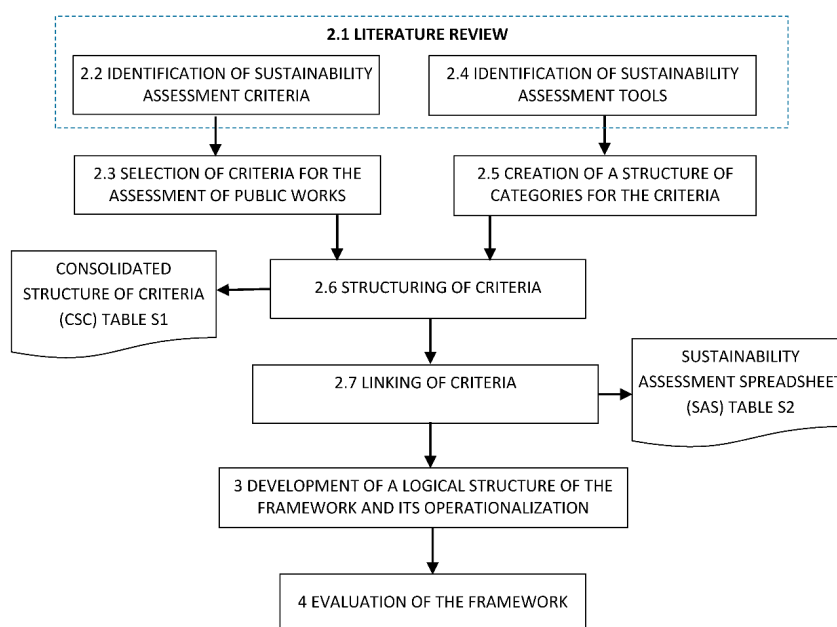 2.1 LITERATURE REVIEW
2.2 IDENTIFICATION OF SUSTAINABILITY
ASSESSMENT CRITERIA
2.4 IDENTIFICATION OF SUSTAINABILITY
ASSESSMENT TOOLS
2.3 SELECTION OF CRITERIA FOR THE
ASSESSMENT OF PUBLIC WORKS
2.5 CREATION OF A STRUCTURE OF
CATEGORIES FOR THE CRITERIA
CONSOLIDATED
STRUCTURE OF CRITERIA
(CSC) TABLE S1
2.6 STRUCTURING OF CRITERIA
2.7 LINKING OF CRITERIA
SUSTAINABILITY
ASSESSMENT SPREADSHEET
(SAS) TABLE S2
3 DEVELOPMENT OF A LOGICAL STRUCTURE OF THE
FRAMEWORK AND ITS OPERATIONALIZATION
4 EVALUATION OF THE FRAMEWORK